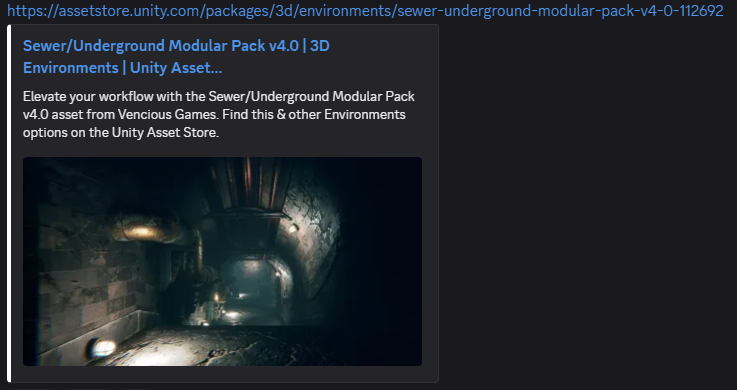 https://assetstore.unity.com/packages/3d/environments/sewer-underground-modular-pack-v4-0-112692
Sewer/Underground Modular Pack v4.0 | 3D
Environments | Unity Asset...
Elevate your workflow with the Sewer/Underground Modular Pack
v4.0 asset from Vencious Games. Find this & other Environments
options on the Unity Asset Store.